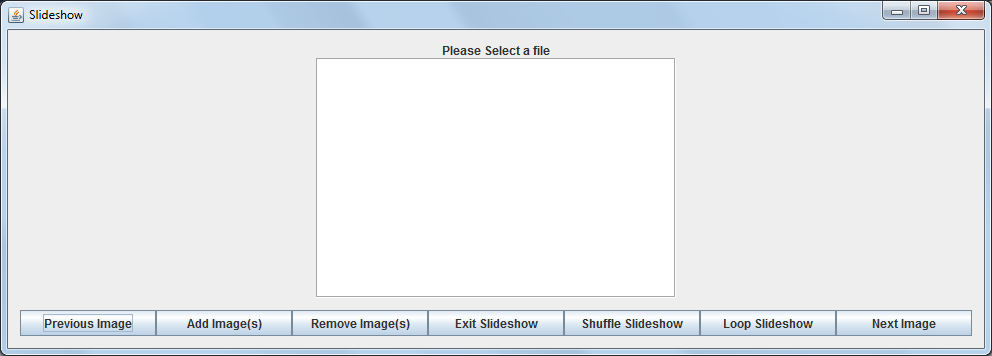 Slideshow
Please Select a file
Previous Image Add Image(s) Remove Image(s) Exit Slideshow Shuffle Slideshow Loop Slideshow Next Image